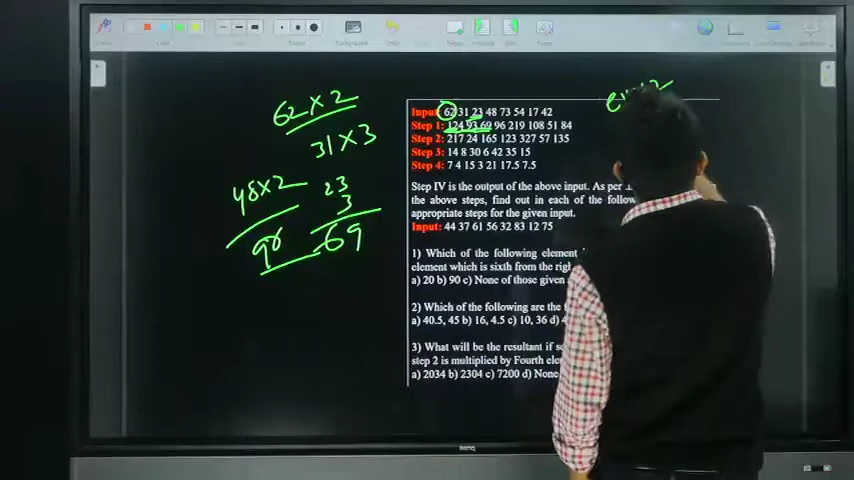 62×2
31×3
48×2
23
3
96
69
Input: 62 31 23 48 73 54 17 42
Step 1: 124 93 69 96 219 108 51 84
Step 2: 217 24 165 123 327 57 135
Step 3: 14 8 30 6 42 35 15
Step 4: 7 4 15 3 21 17.5 7.5
Step IV is the output of the above input. As per
the above steps, find out in each of the
appropriate steps for the given input.
Input: 44 37 61 56 32 83 12 75
1) Which of the following element
element which is sixth from the
a) 20 b) 90 c) None of those given
2) Which of the following are the
a) 40.5, 45 b) 16, 4.5 c) 10, 36 d)
3) What will be the resultant if
step 2 is multiplied by Fourth
a) 2034 b) 2304 c) 7200 d) None
BenQ